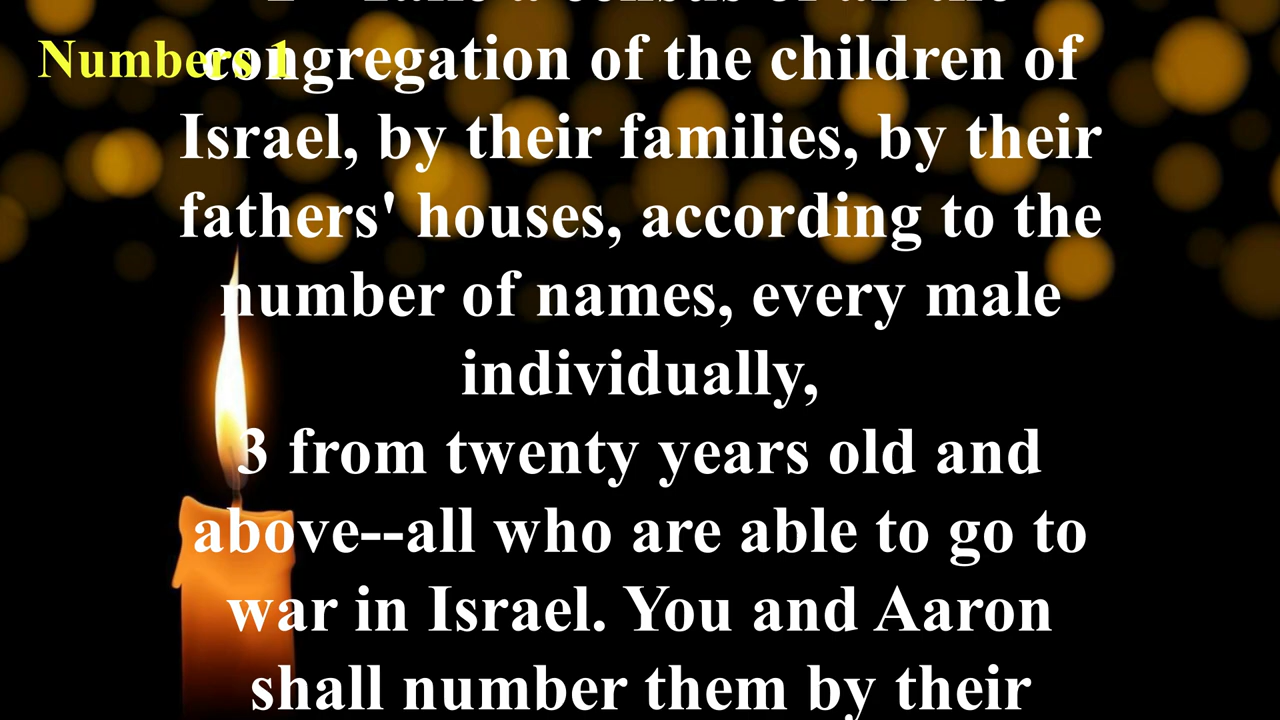 Numbers 1
congregation of the children of
Israel, by their families, by their
fathers' houses, according to the
number of names, every male
individually,
3 from twenty years old and
above--all who are able to go to
war in Israel. You and Aaron
shall number them by their